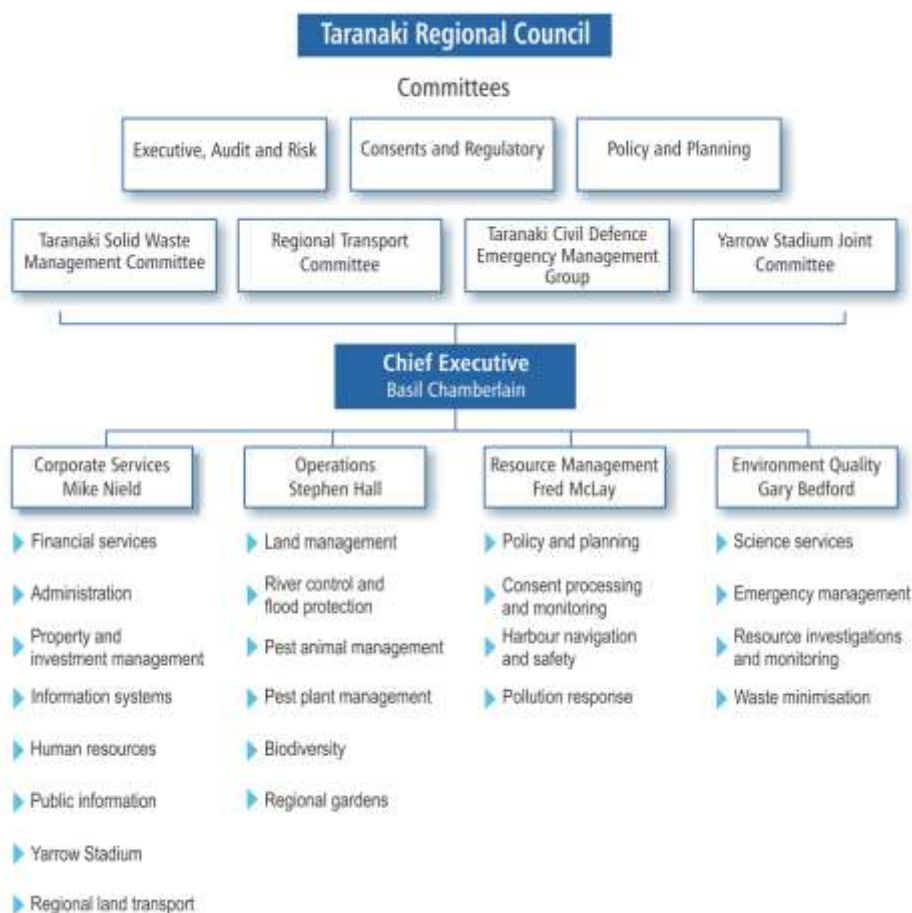 Taranaki Regional Council
Committees
Executive, Audit and Risk
Consents and Regulatory
Policy and Planning
Taranaki Solid Waste
Management Committee
Regional Transport
Committee
Taranaki Civil Defence
Emergency Management
Group
Yarrow Stadium Joint
Committee
Chief Executive
Basil Chamberlain
Corporate Services
Mike Nield
Financial services
Administration
Property and
investment management
Information systems
Human resources
Public information
Yarrow Stadium
Regional land transport
Operations
Stephen Hall
Land management
River control and
flood protection
Pest animal management
Pest plant management
Biodiversity
Regional gardens
Resource Management
Fred McLay
Policy and planning
Consent processing
and monitoring
Harbour navigation
and safety
Pollution response
Environment Quality
Gary Bedford
Science services
Emergency management
Resource investigations
and monitoring
Waste minimisation